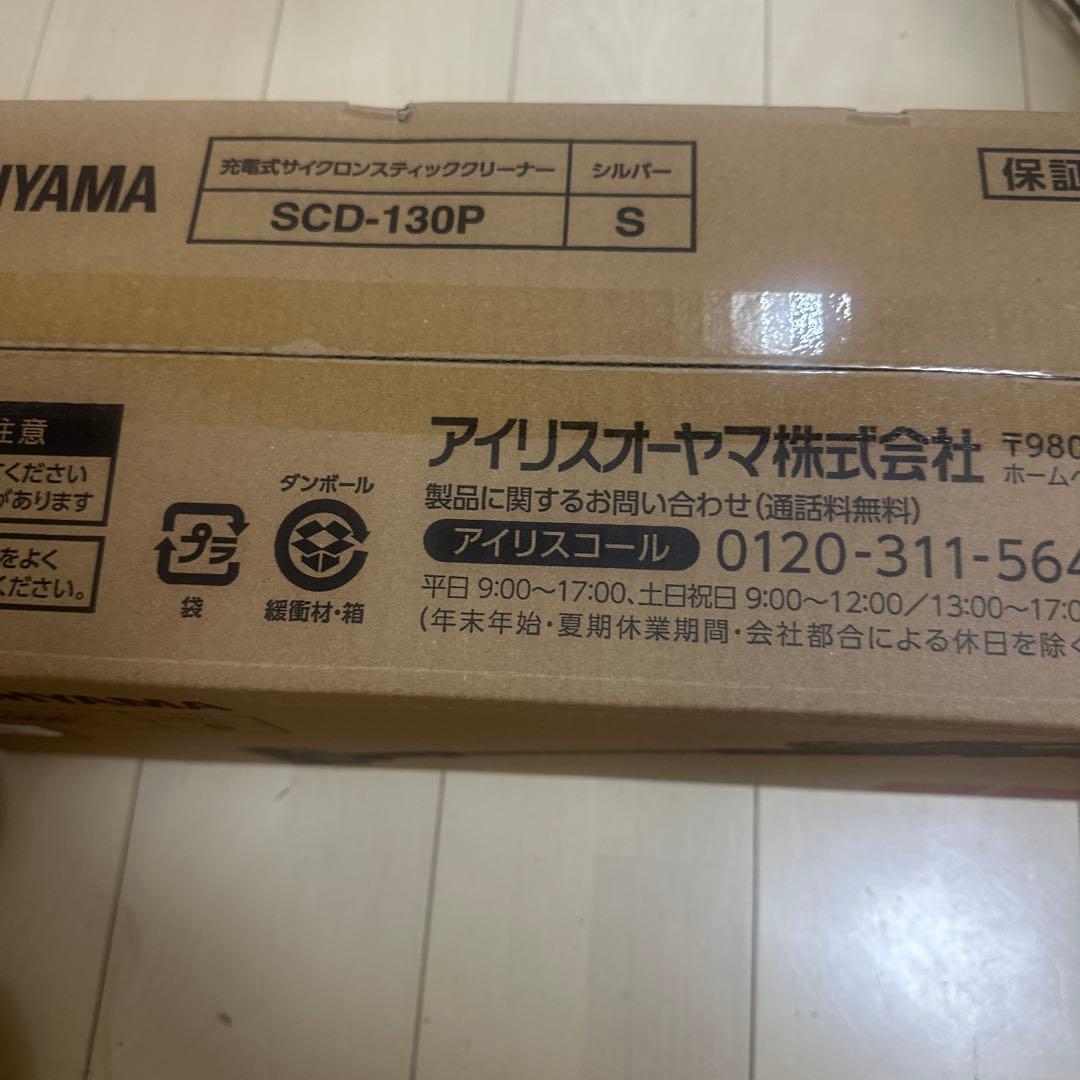 IYAMA
充電式サイクロンスティッククリーナー シルバー
SCD-130P S
保証
注意
ください
があります
をよく
ください。
プラ
袋
ダンボール
緩衝材・箱
アイリスオーヤマ株式会社 〒980
ホームペ
製品に関するお問い合わせ(通話料無料)
アイリスコール 0120-311-564
平日 9:00〜17:00、土日祝日 9:00〜12:00/13:00〜17:0
(年末年始・夏期休業期間・会社都合による休日を除く
IYAMA